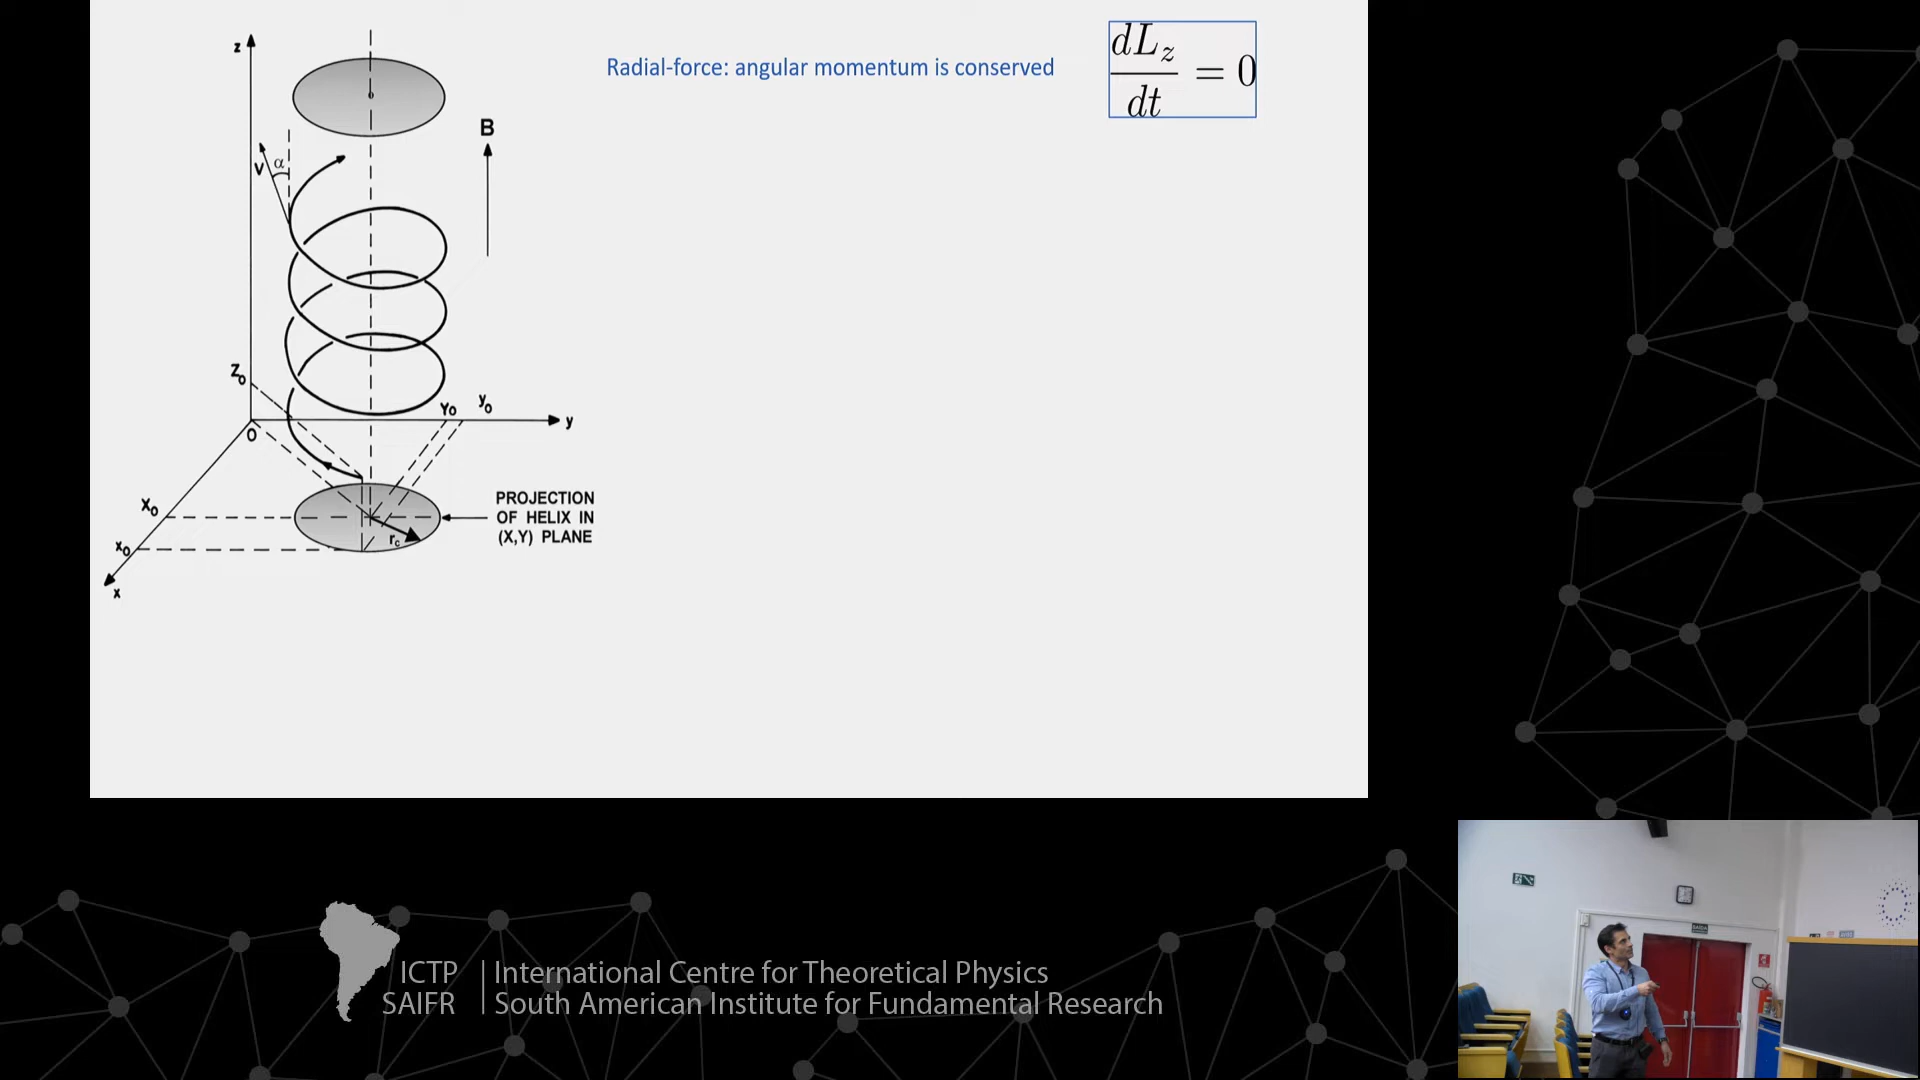 Radial-force: angular momentum is conserved
dL_z/dt = 0
z
B
V
α
Z₀
Y₀
y₀
y
O
X₀
x₀
x
r_c
PROJECTION
OF HELIX IN
(X,Y) PLANE
ICTP
SAIFR
International Centre for Theoretical Physics
South American Institute for Fundamental Research